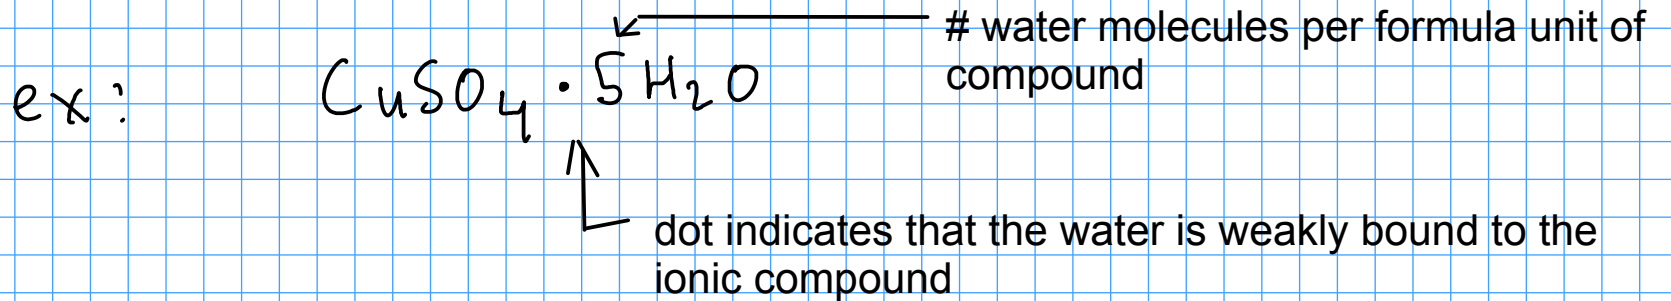 # water molecules per formula unit of
compound
ex: CuSO₄ · 5H₂O
dot indicates that the water is weakly bound to the
ionic compound